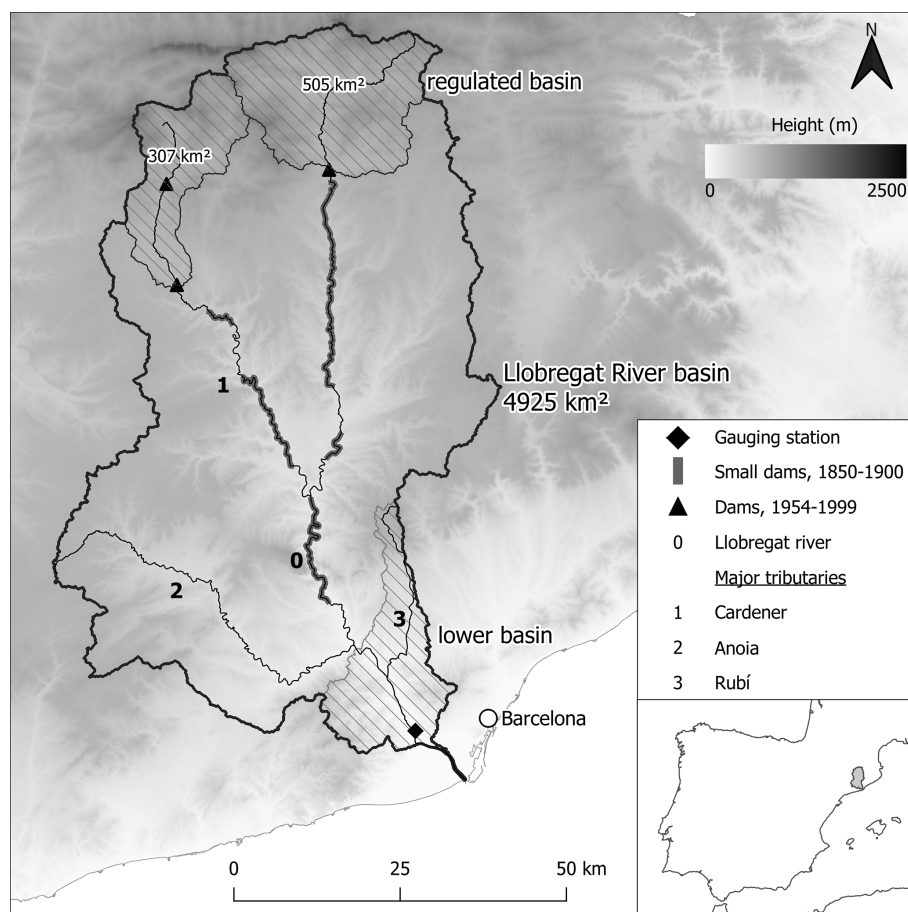 N
505 km²
regulated basin
Height (m)
307 km²
0 2500
1
Llobregat River basin
4925 km²
Gauging station
Small dams, 1850-1900
Dams, 1954-1999
0 Llobregat river
Major tributaries
1 Cardener
2 Anoia
3 Rubí
0
2
3
lower basin
Barcelona
0 25 50 km